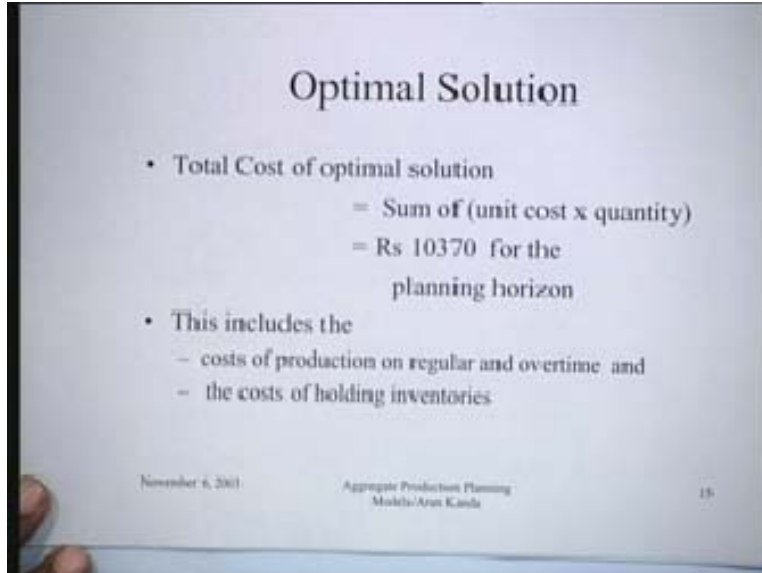 Optimal Solution
• Total Cost of optimal solution
= Sum of (unit cost x quantity)
= Rs 10370 for the
planning horizon
• This includes the
– costs of production on regular and overtime and
– the costs of holding inventories
November 6, 2001
Aggregate Production Planning
Models/Arun Kanda
15